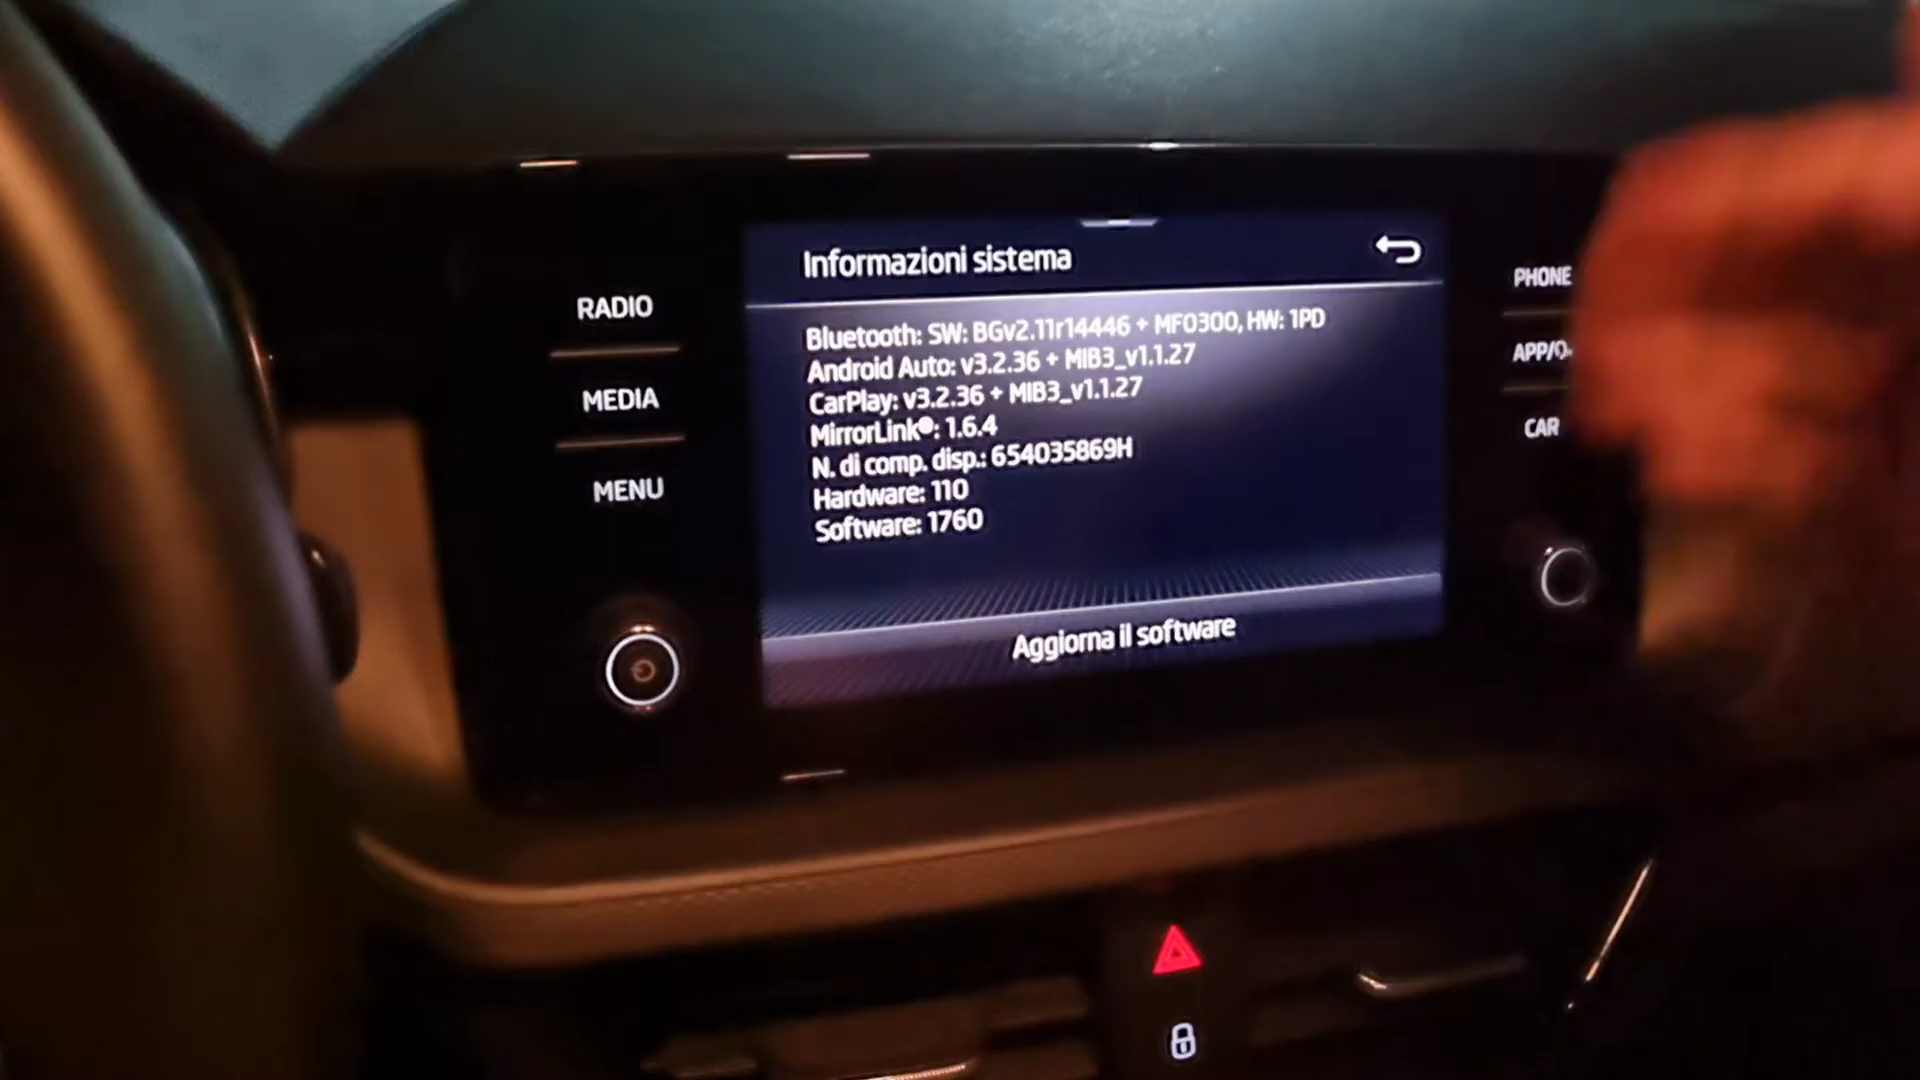 Informazioni sistema
Bluetooth: SW: BGv2.11r14446 + MF0300, HW: 1PD
Android Auto: v3.2.36 + MIB3_v1.1.27
CarPlay: v3.2.36 + MIB3_v1.1.27
MirrorLink®: 1.6.4
N. di comp. disp.: 654035869H
Hardware: 110
Software: 1760
Aggiorna il software
RADIO
MEDIA
MENU
PHONE
APP/
CAR